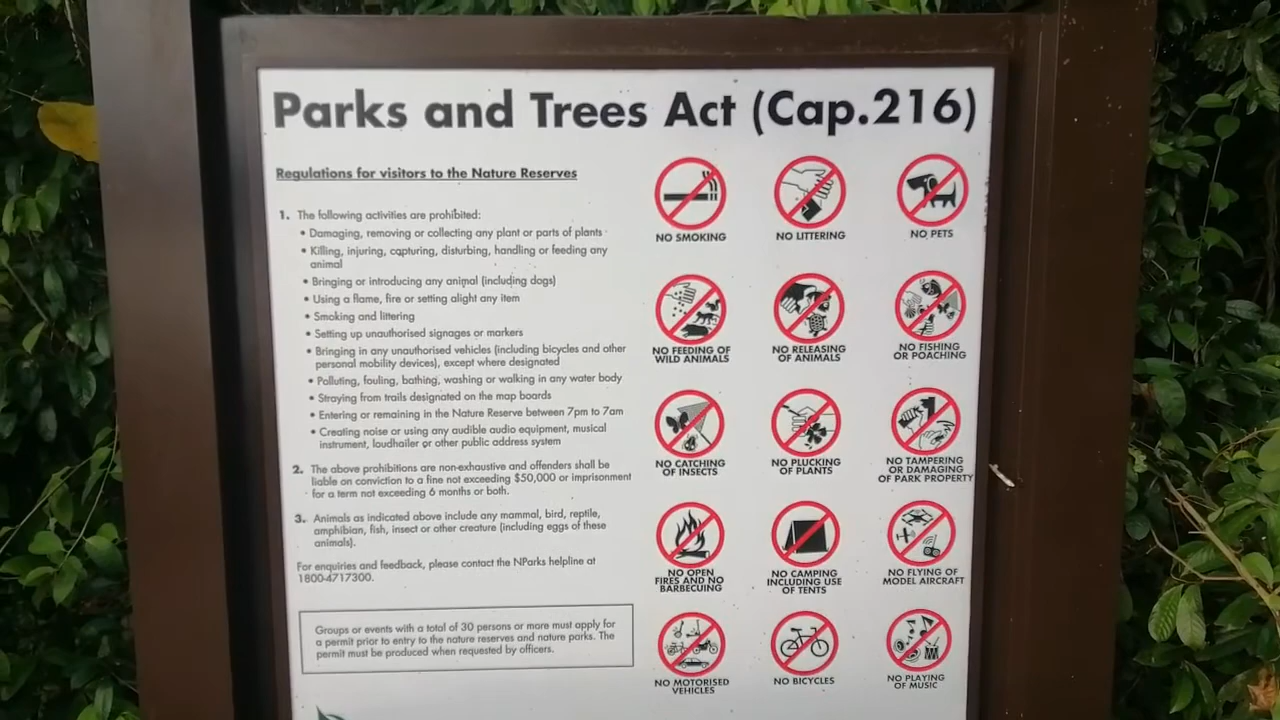 Parks and Trees Act (Cap.216)
Regulations for visitors to the Nature Reserves
1. The following activities are prohibited:
• Damaging, removing or collecting any plant or parts of plants
• Killing, injuring, capturing, disturbing, handling or feeding any
animal
• Bringing or introducing any animal (including dogs)
• Using a flame, fire or setting alight any item
• Smoking and littering
• Setting up unauthorised signages or markers
• Bringing in any unauthorised vehicles (including bicycles and other
personal mobility devices), except where designated
• Polluting, fouling, bathing, washing or walking in any water body
• Straying from trails designated on the map boards
• Entering or remaining in the Nature Reserve between 7pm to 7am
• Creating noise or using any audible audio equipment, musical
instrument, loudhailer or other public address system
2. The above prohibitions are non-exhaustive and offenders shall be
liable on conviction to a fine not exceeding $50,000 or imprisonment
for a term not exceeding 6 months or both.
3. Animals as indicated above include any mammal, bird, reptile,
amphibian, fish, insect or other creature (including eggs of these
animals).
For enquiries and feedback, please contact the NParks helpline at
1800-4717300.
Groups or events with a total of 30 persons or more must apply for
a permit prior to entry to the nature reserves and nature parks. The
permit must be produced when requested by officers.
NO SMOKING
NO LITTERING
NO PETS
NO FEEDING OF
WILD ANIMALS
NO RELEASING
OF ANIMALS
NO FISHING
OR POACHING
NO CATCHING
OF INSECTS
NO PLUCKING
OF PLANTS
NO TAMPERING
OR DAMAGING
OF PARK PROPERTY
NO OPEN
FIRES AND NO
BARBECUING
NO CAMPING
INCLUDING USE
OF TENTS
NO FLYING OF
MODEL AIRCRAFT
NO MOTORISED
VEHICLES
NO BICYCLES
NO PLAYING
OF MUSIC